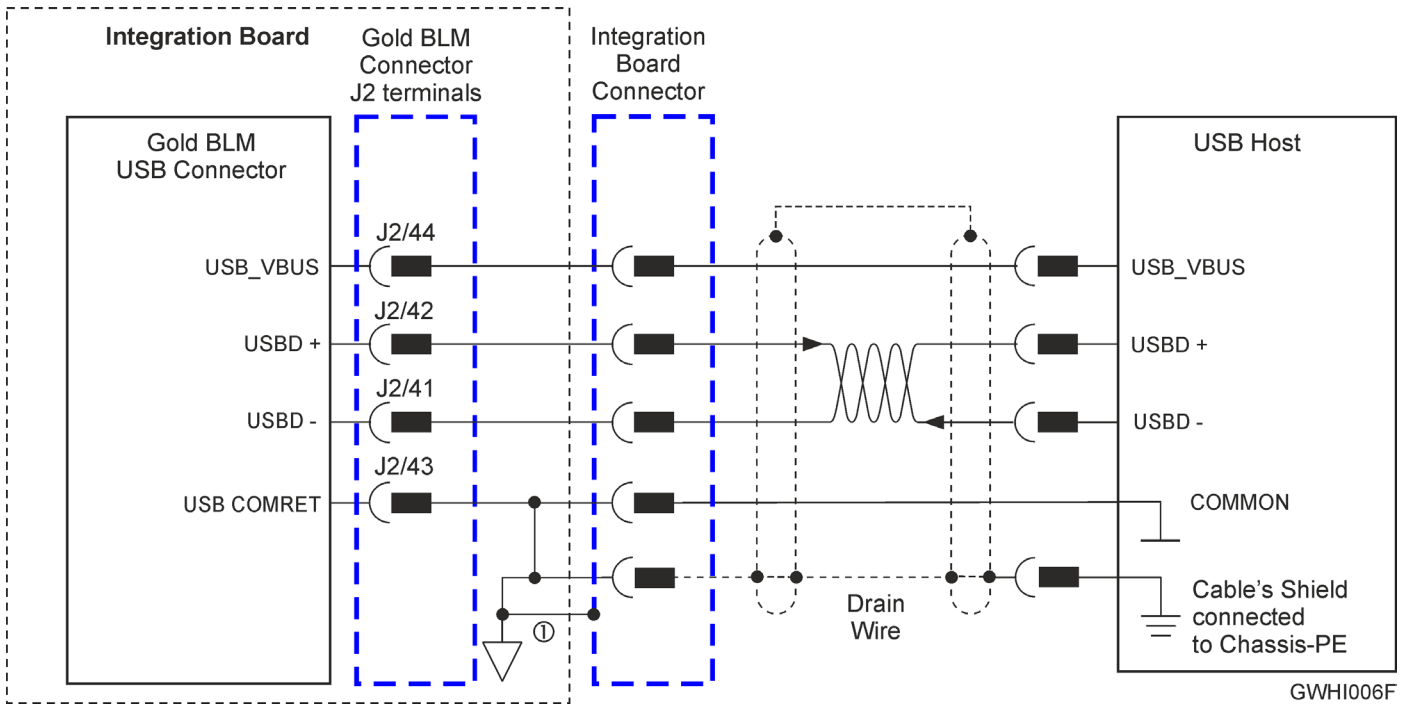 Integration Board
Gold BLM
Connector
J2 terminals
Integration
Board
Connector
Gold BLM
USB Connector
USB Host
J2/44
USB_VBUS
USB_VBUS
J2/42
USBD +
USBD +
J2/41
USBD -
USBD -
J2/43
USB COMRET
COMMON
Drain
Wire
Cable's Shield
connected
to Chassis-PE
①
GWHI006F